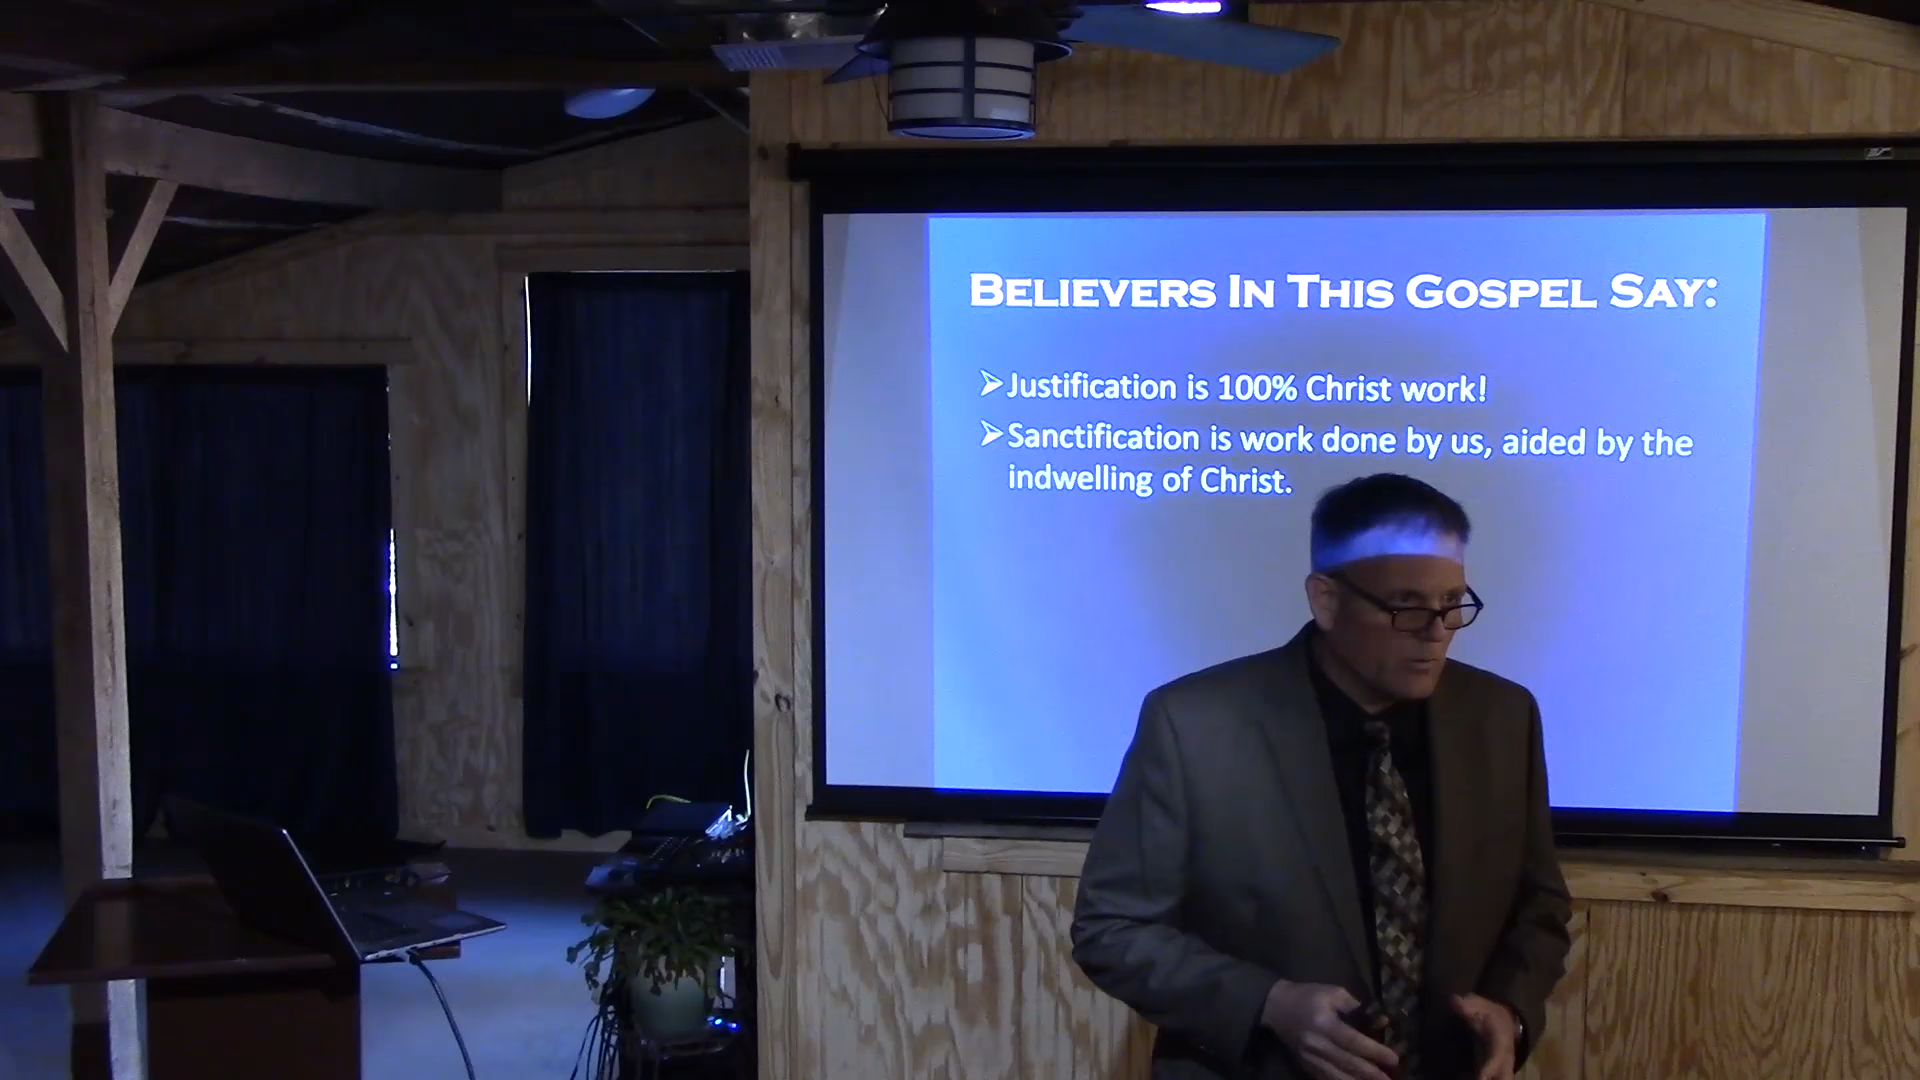 Believers In This Gospel Say:
➢Justification is 100% Christ work!
➢Sanctification is work done by us, aided by the
indwelling of Christ.